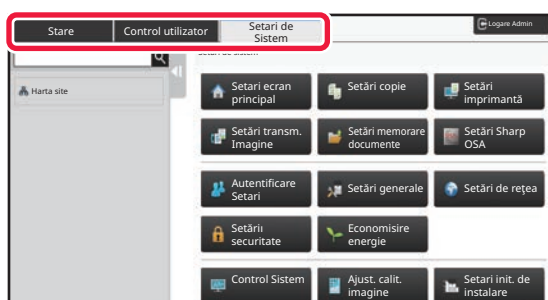 Stare
Control utilizator
Setari de
Sistem
Logare Admin
Harta site
Setari ecran
principal
Setări copie
Setări
imprimantă
Setări transm.
Imagine
Setări memorare
documente
Setări Sharp
OSA
Autentificare
Setari
Setări generale
Setări de rețea
Setării
securitate
Economisire
energie
Control Sistem
Ajust. calit.
imagine
Setari init. de
instalare